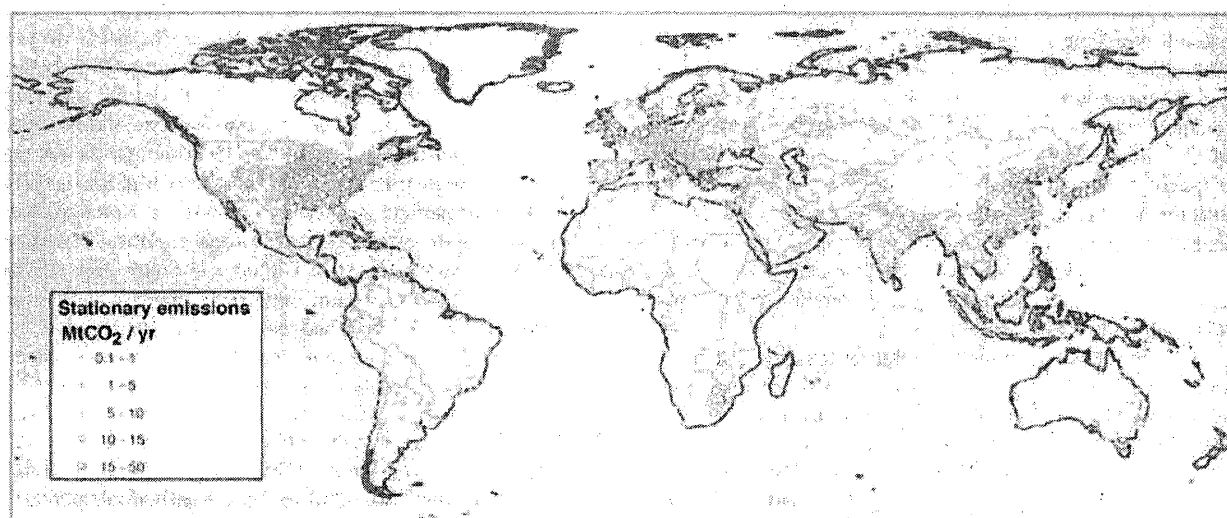 Stationary emissions
MtCO₂ / yr
0.1 - 1
1 - 5
5 - 10
10 - 15
15 - 50